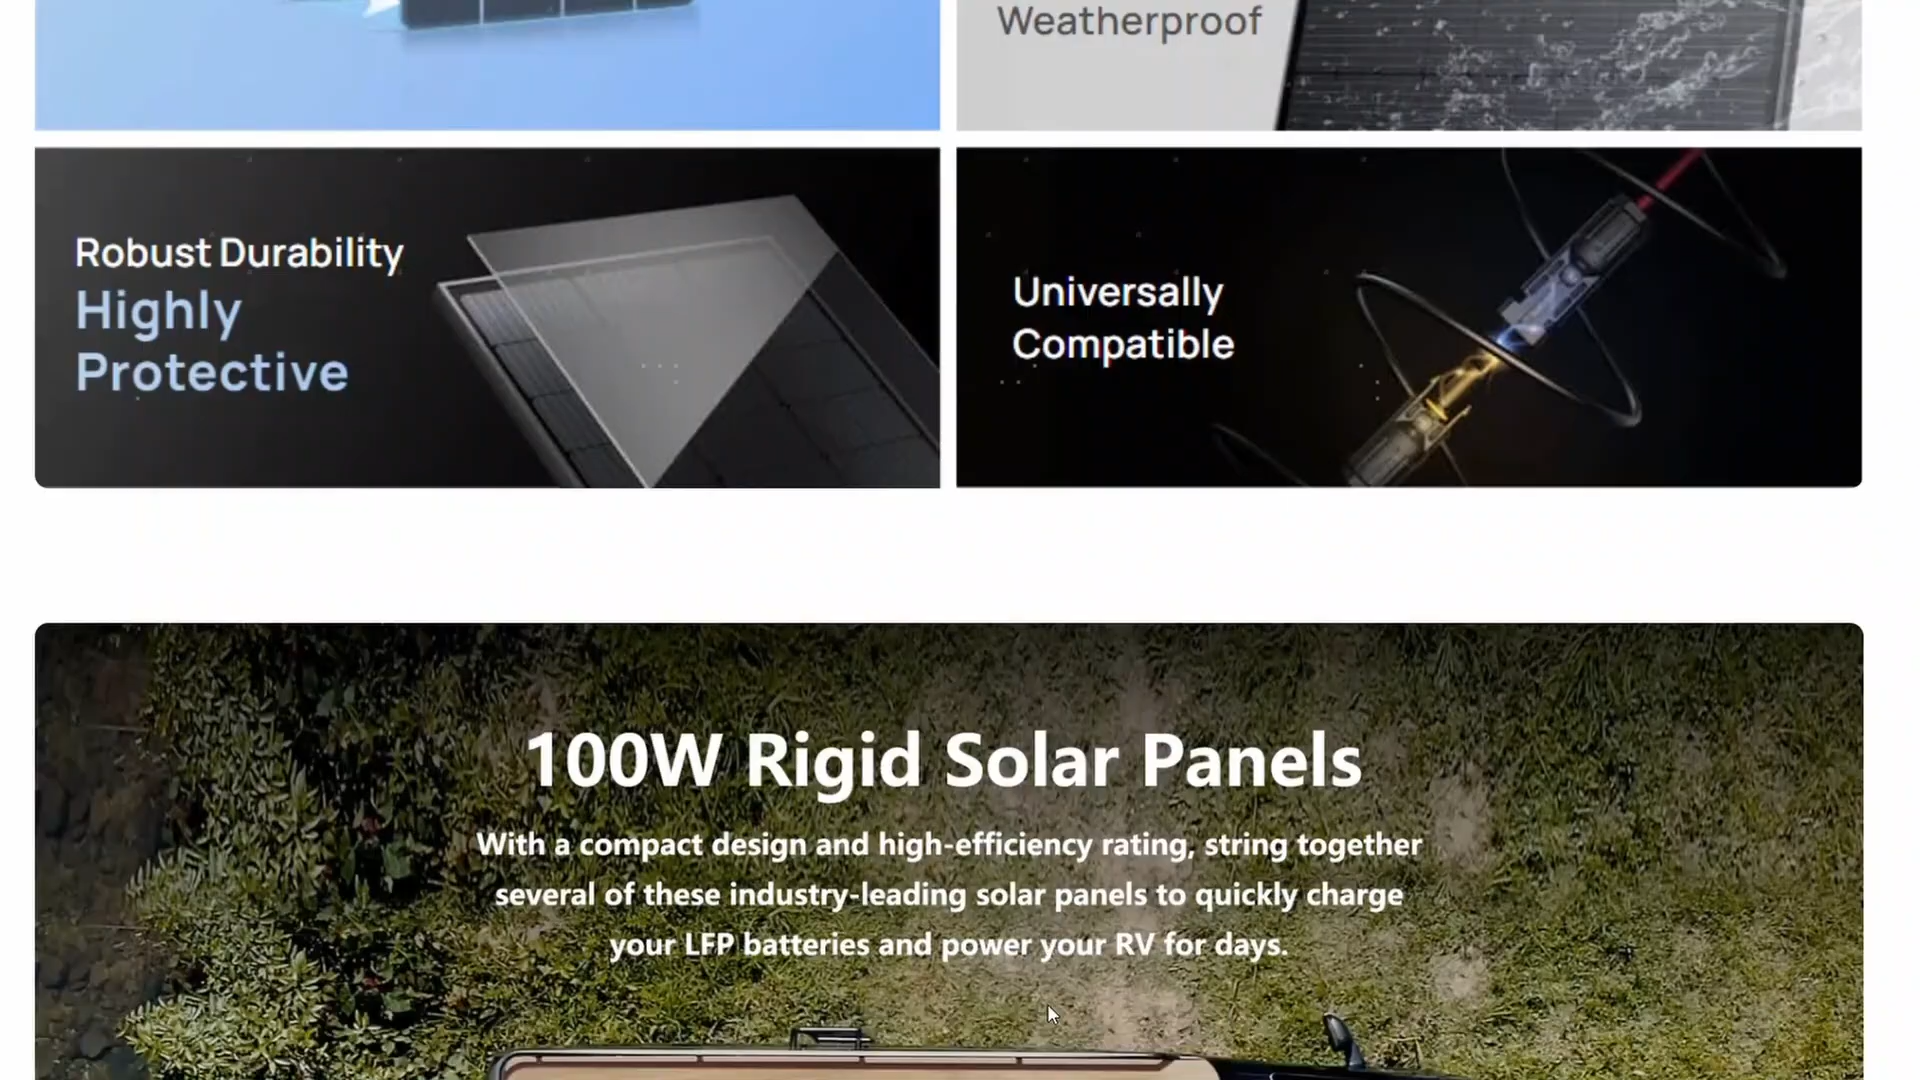 Weatherproof
Robust Durability
Highly
Protective
Universally
Compatible
100W Rigid Solar Panels
With a compact design and high-efficiency rating, string together
several of these industry-leading solar panels to quickly charge
your LFP batteries and power your RV for days.